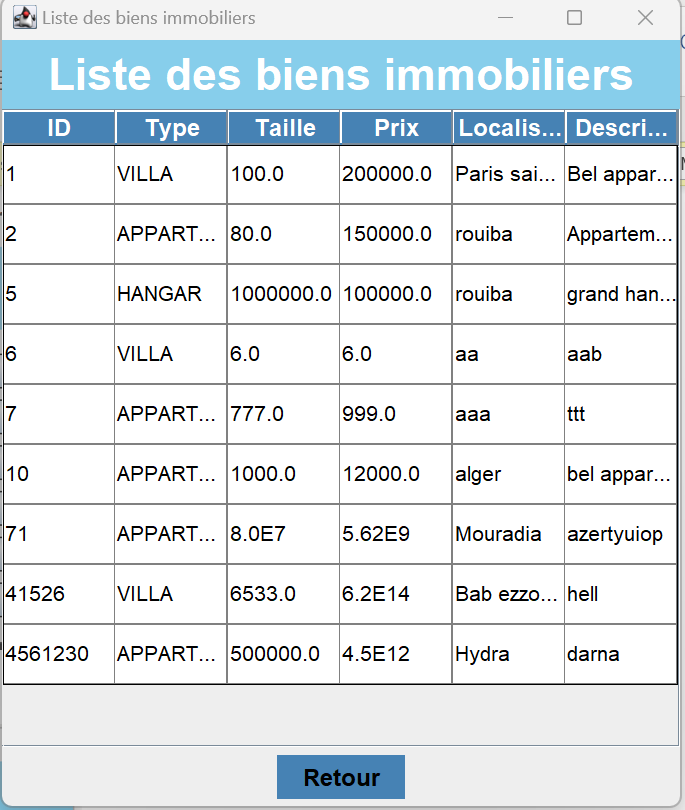 Liste des biens immobiliers
Liste des biens immobiliers
ID Type Taille Prix Localis... Descri...
1 VILLA 100.0 200000.0 Paris sai... Bel appar...
2 APPART... 80.0 150000.0 rouiba Appartem...
5 HANGAR 1000000.0 100000.0 rouiba grand han...
6 VILLA 6.0 6.0 aa aab
7 APPART... 777.0 999.0 aaa ttt
10 APPART... 1000.0 12000.0 alger bel appar...
71 APPART... 8.0E7 5.62E9 Mouradia azertyuiop
41526 VILLA 6533.0 6.2E14 Bab ezzo... hell
4561230 APPART... 500000.0 4.5E12 Hydra darna
Retour